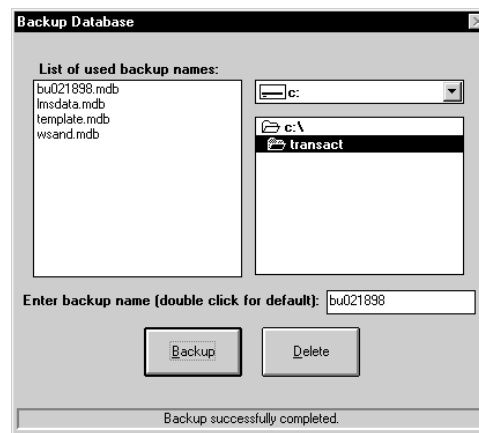 Backup Database
List of used backup names:
bu021898.mdb
lmsdata.mdb
template.mdb
wsand.mdb
c:
c:\
transact
Enter backup name (double click for default): bu021898
Backup
Delete
Backup successfully completed.